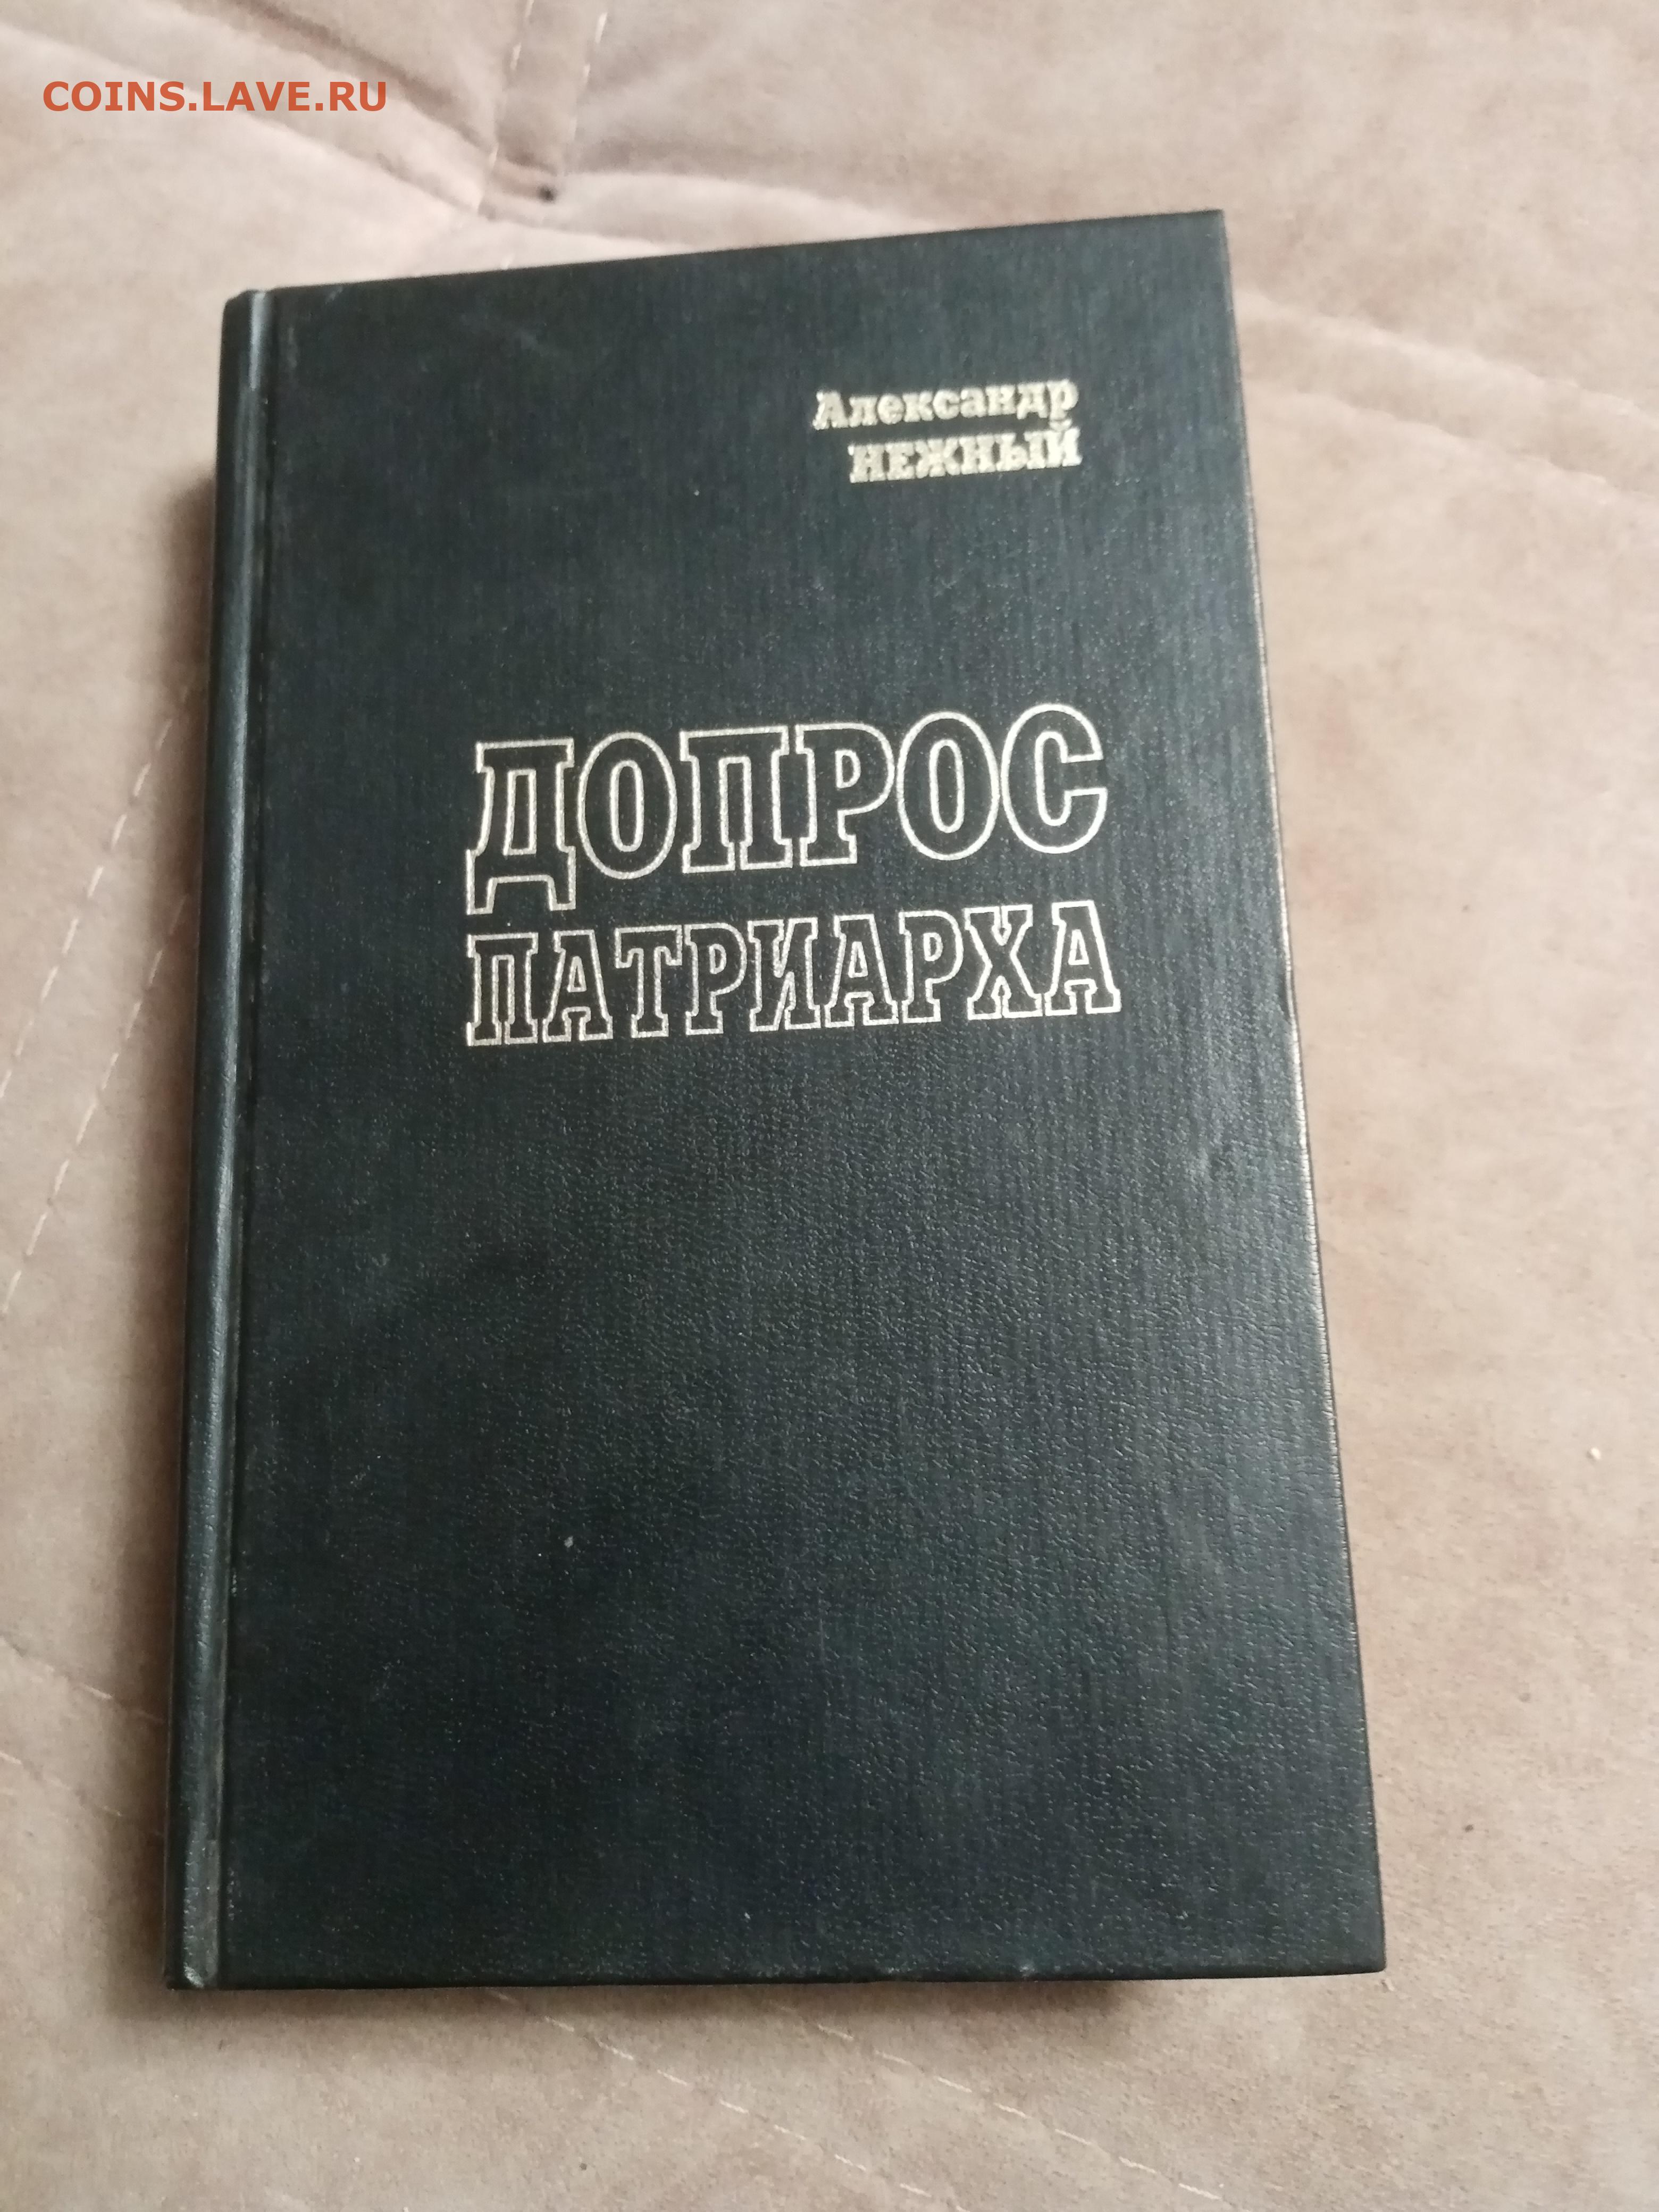 COINS.LAVE.RU
Александр
НЕЖНЫЙ
ДОПРОС
ПАТРИАРХА